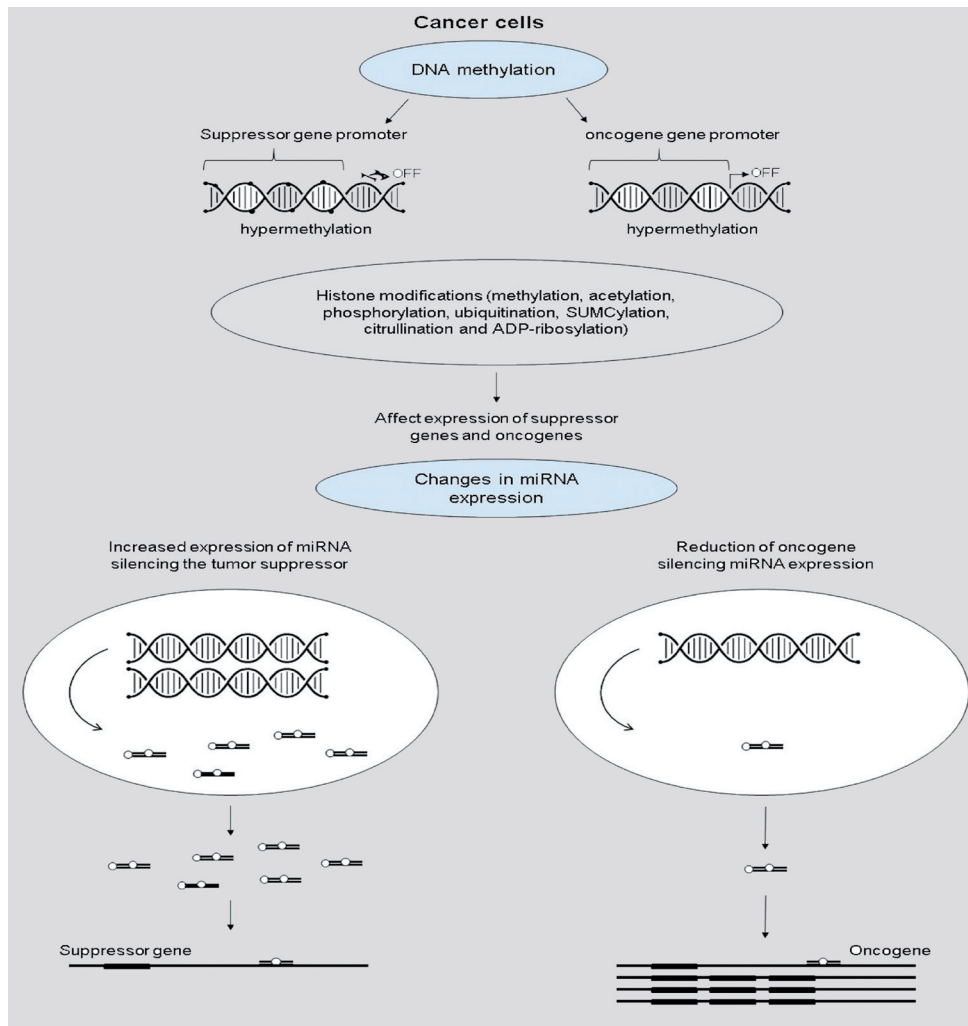 Cancer cells
DNA methylation
Suppressor gene promoter
oncogene gene promoter
OFF
OFF
hypermethylation
hypermethylation
Histone modifications (methylation, acetylation,
phosphorylation, ubiquitination, SUMCylation,
citrullination and ADP-ribosylation)
Affect expression of suppressor
genes and oncogenes
Changes in miRNA
expression
Increased expression of miRNA
silencing the tumor suppressor
Reduction of oncogene
silencing miRNA expression
Suppressor gene
Oncogene